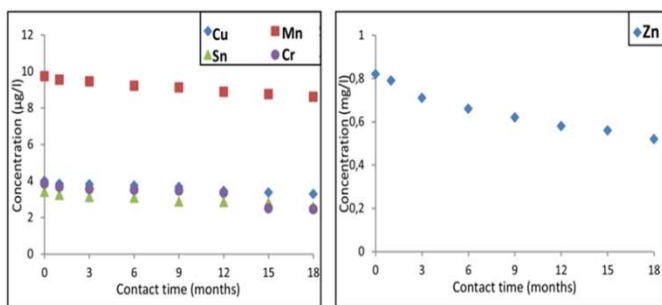 Cu Mn
Sn Cr
12
10
8
6
4
2
0
0 3 6 9 12 15 18
Concentration (µg/l)
Contact time (months)
Zn
1
0,8
0,6
0,4
0,2
0
0 3 6 9 12 15 18
Concentration (mg/l)
Contact time (months)